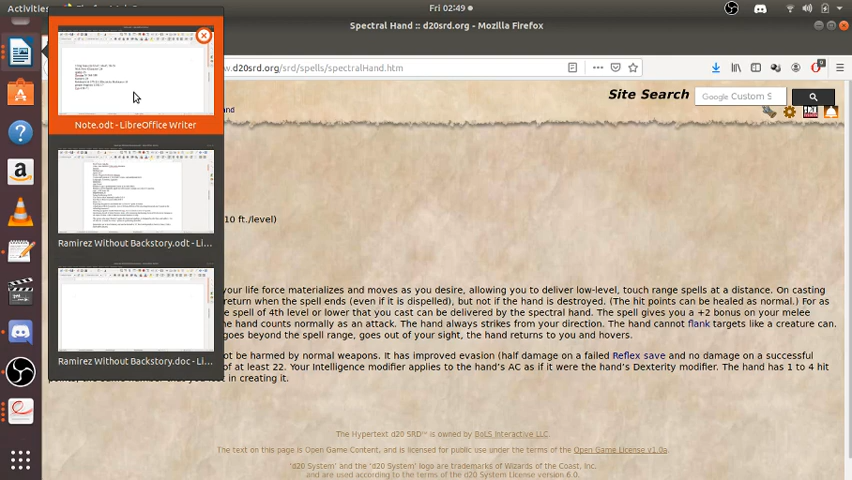 Activities
Fri 02:49
Spectral Hand :: d20srd.org - Mozilla Firefox
9
w.d20srd.org/srd/spells/spectralHand.htm
Site Search
Google Custom S
Note.odt - LibreOffice Writer
and
Ramirez Without Backstory.odt - Li...
10 ft./level)
Ramirez Without Backstory.doc - Li...
your life force materializes and moves as you desire, allowing you to deliver low-level, touch range spells at a distance. On casting
return when the spell ends (even if it is dispelled), but not if the hand is destroyed. (The hit points can be healed as normal.) For as
e spell of 4th level or lower that you cast can be delivered by the spectral hand. The spell gives you a +2 bonus on your melee
he hand counts normally as an attack. The hand always strikes from your direction. The hand cannot flank targets like a creature can.
goes beyond the spell range, goes out of your sight, the hand returns to you and hovers.
ot be harmed by normal weapons. It has improved evasion (half damage on a failed Reflex save and no damage on a successful
of at least 22. Your Intelligence modifier applies to the hand's AC as if it were the hand's Dexterity modifier. The hand has 1 to 4 hit
in creating it.
The Hypertext d20 SRD™ is owned by BoLS Interactive LLC.
The text on this page is Open Game Content, and is licensed for public use under the terms of the Open Game License v1.0a.
'd20 System' and the 'd20 System' logo are trademarks of Wizards of the Coast, Inc.
and are used according to the terms of the d20 System License version 6.0.